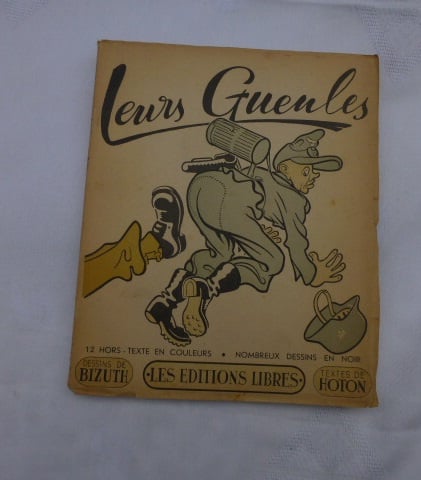 Leurs Gueules
12 HORS-TEXTE EN COULEURS • NOMBREUX DESSINS EN NOIR
DESSINS DE
BIZUTH
•LES EDITIONS LIBRES•
TEXTES DE
HOTON